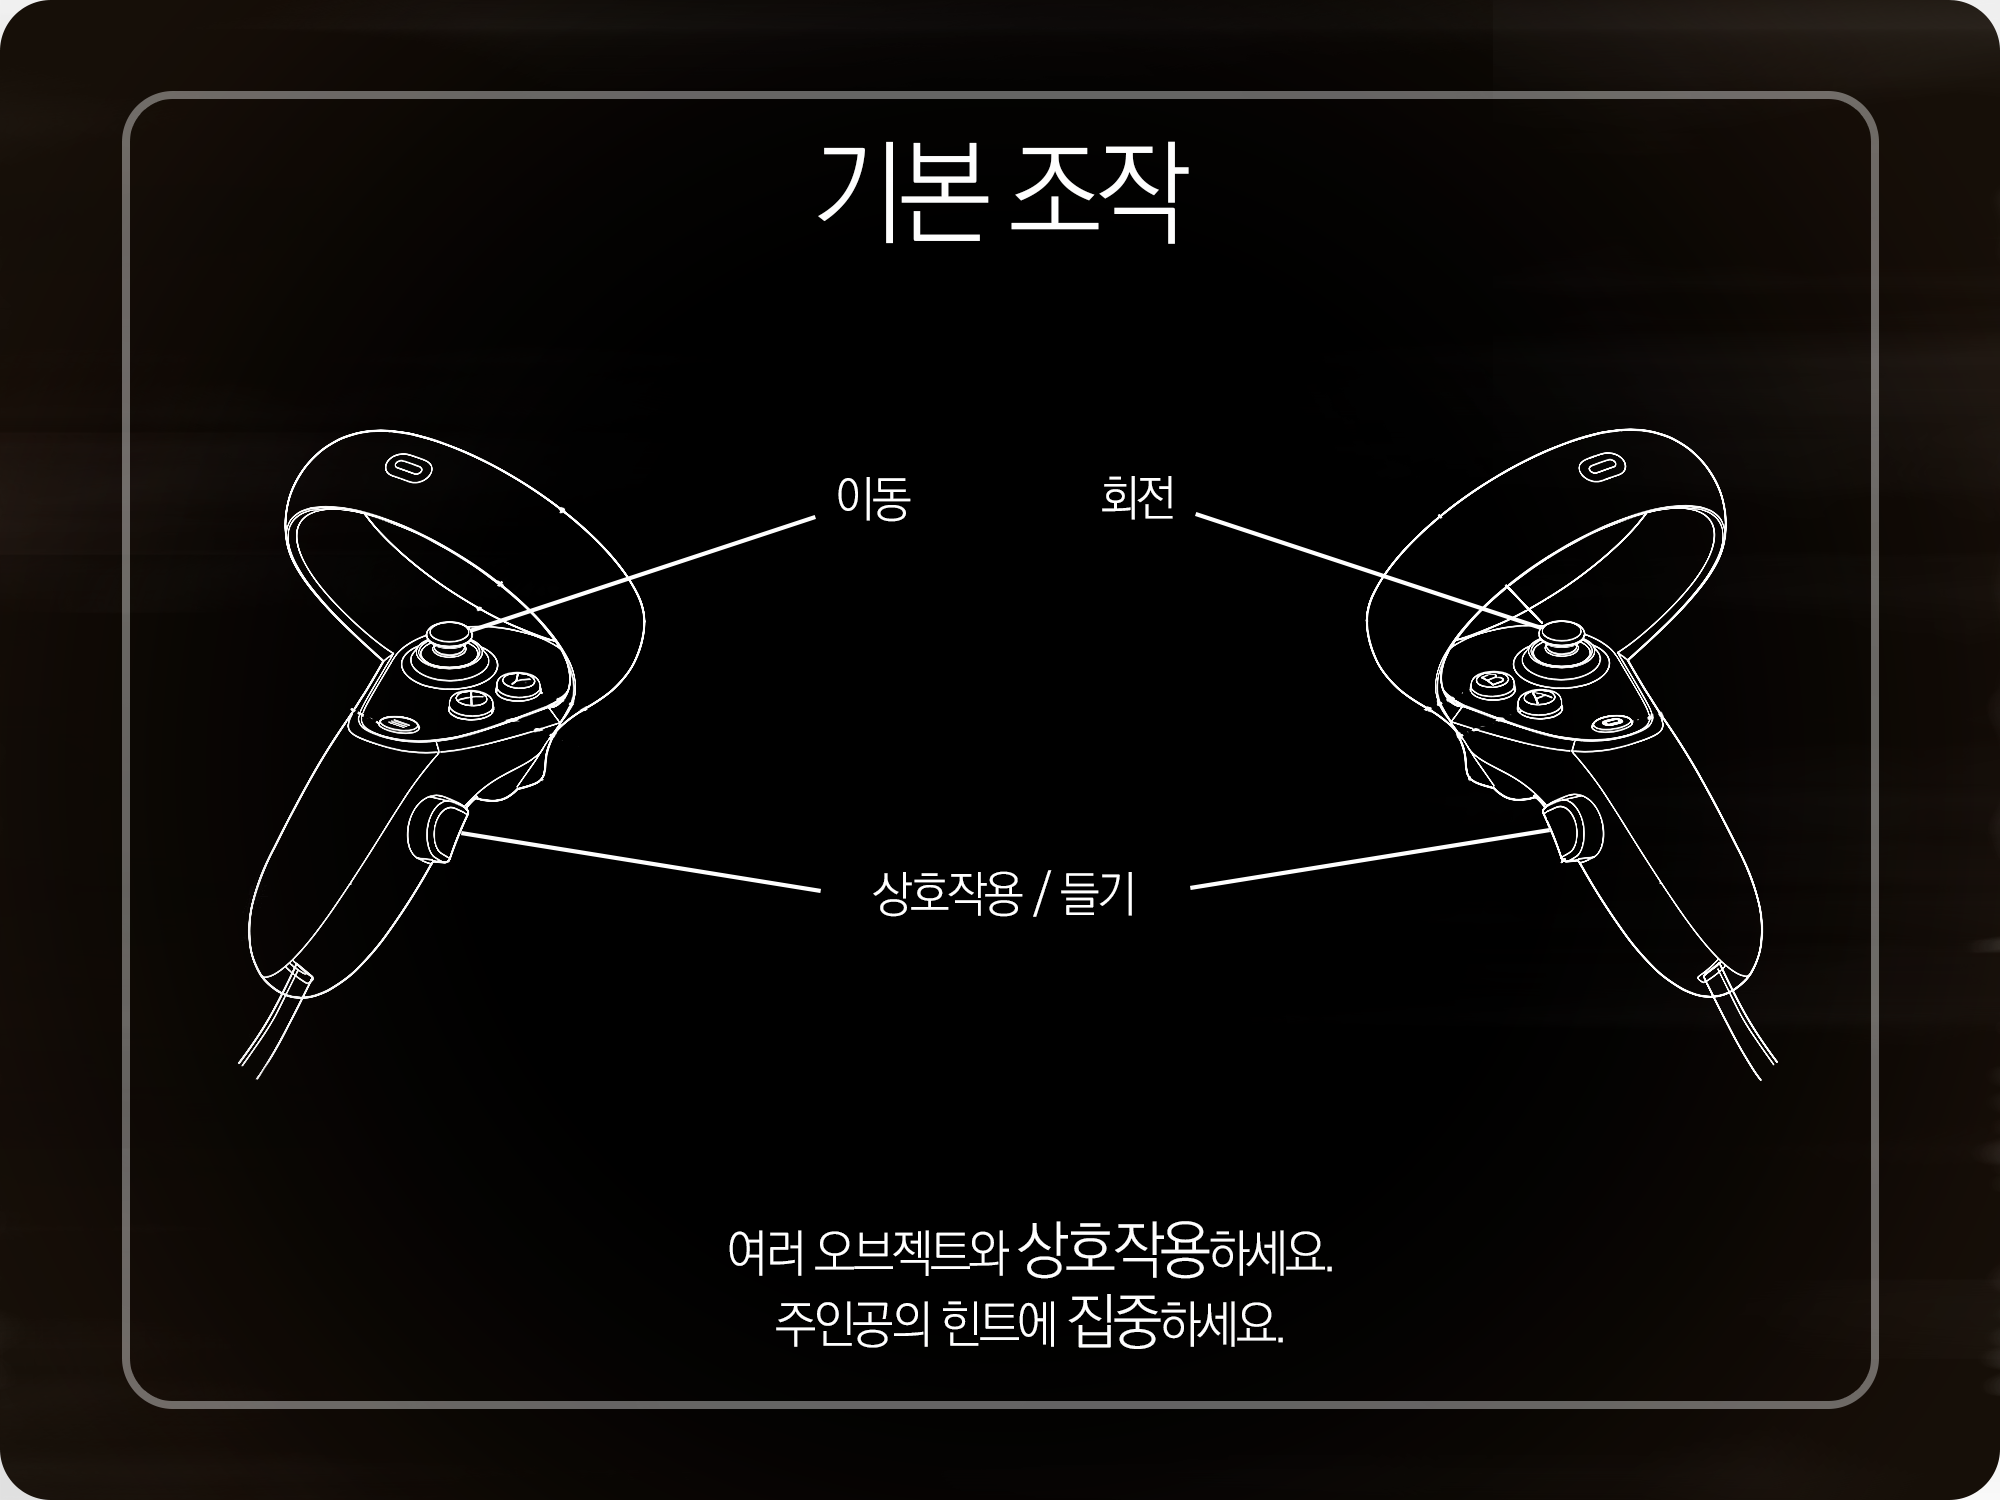 기본 조작
이동
회전
Y
X
B
A
상호작용 / 들기
여러 오브젝트와 상호작용하세요.
주인공의 힌트에 집중하세요.